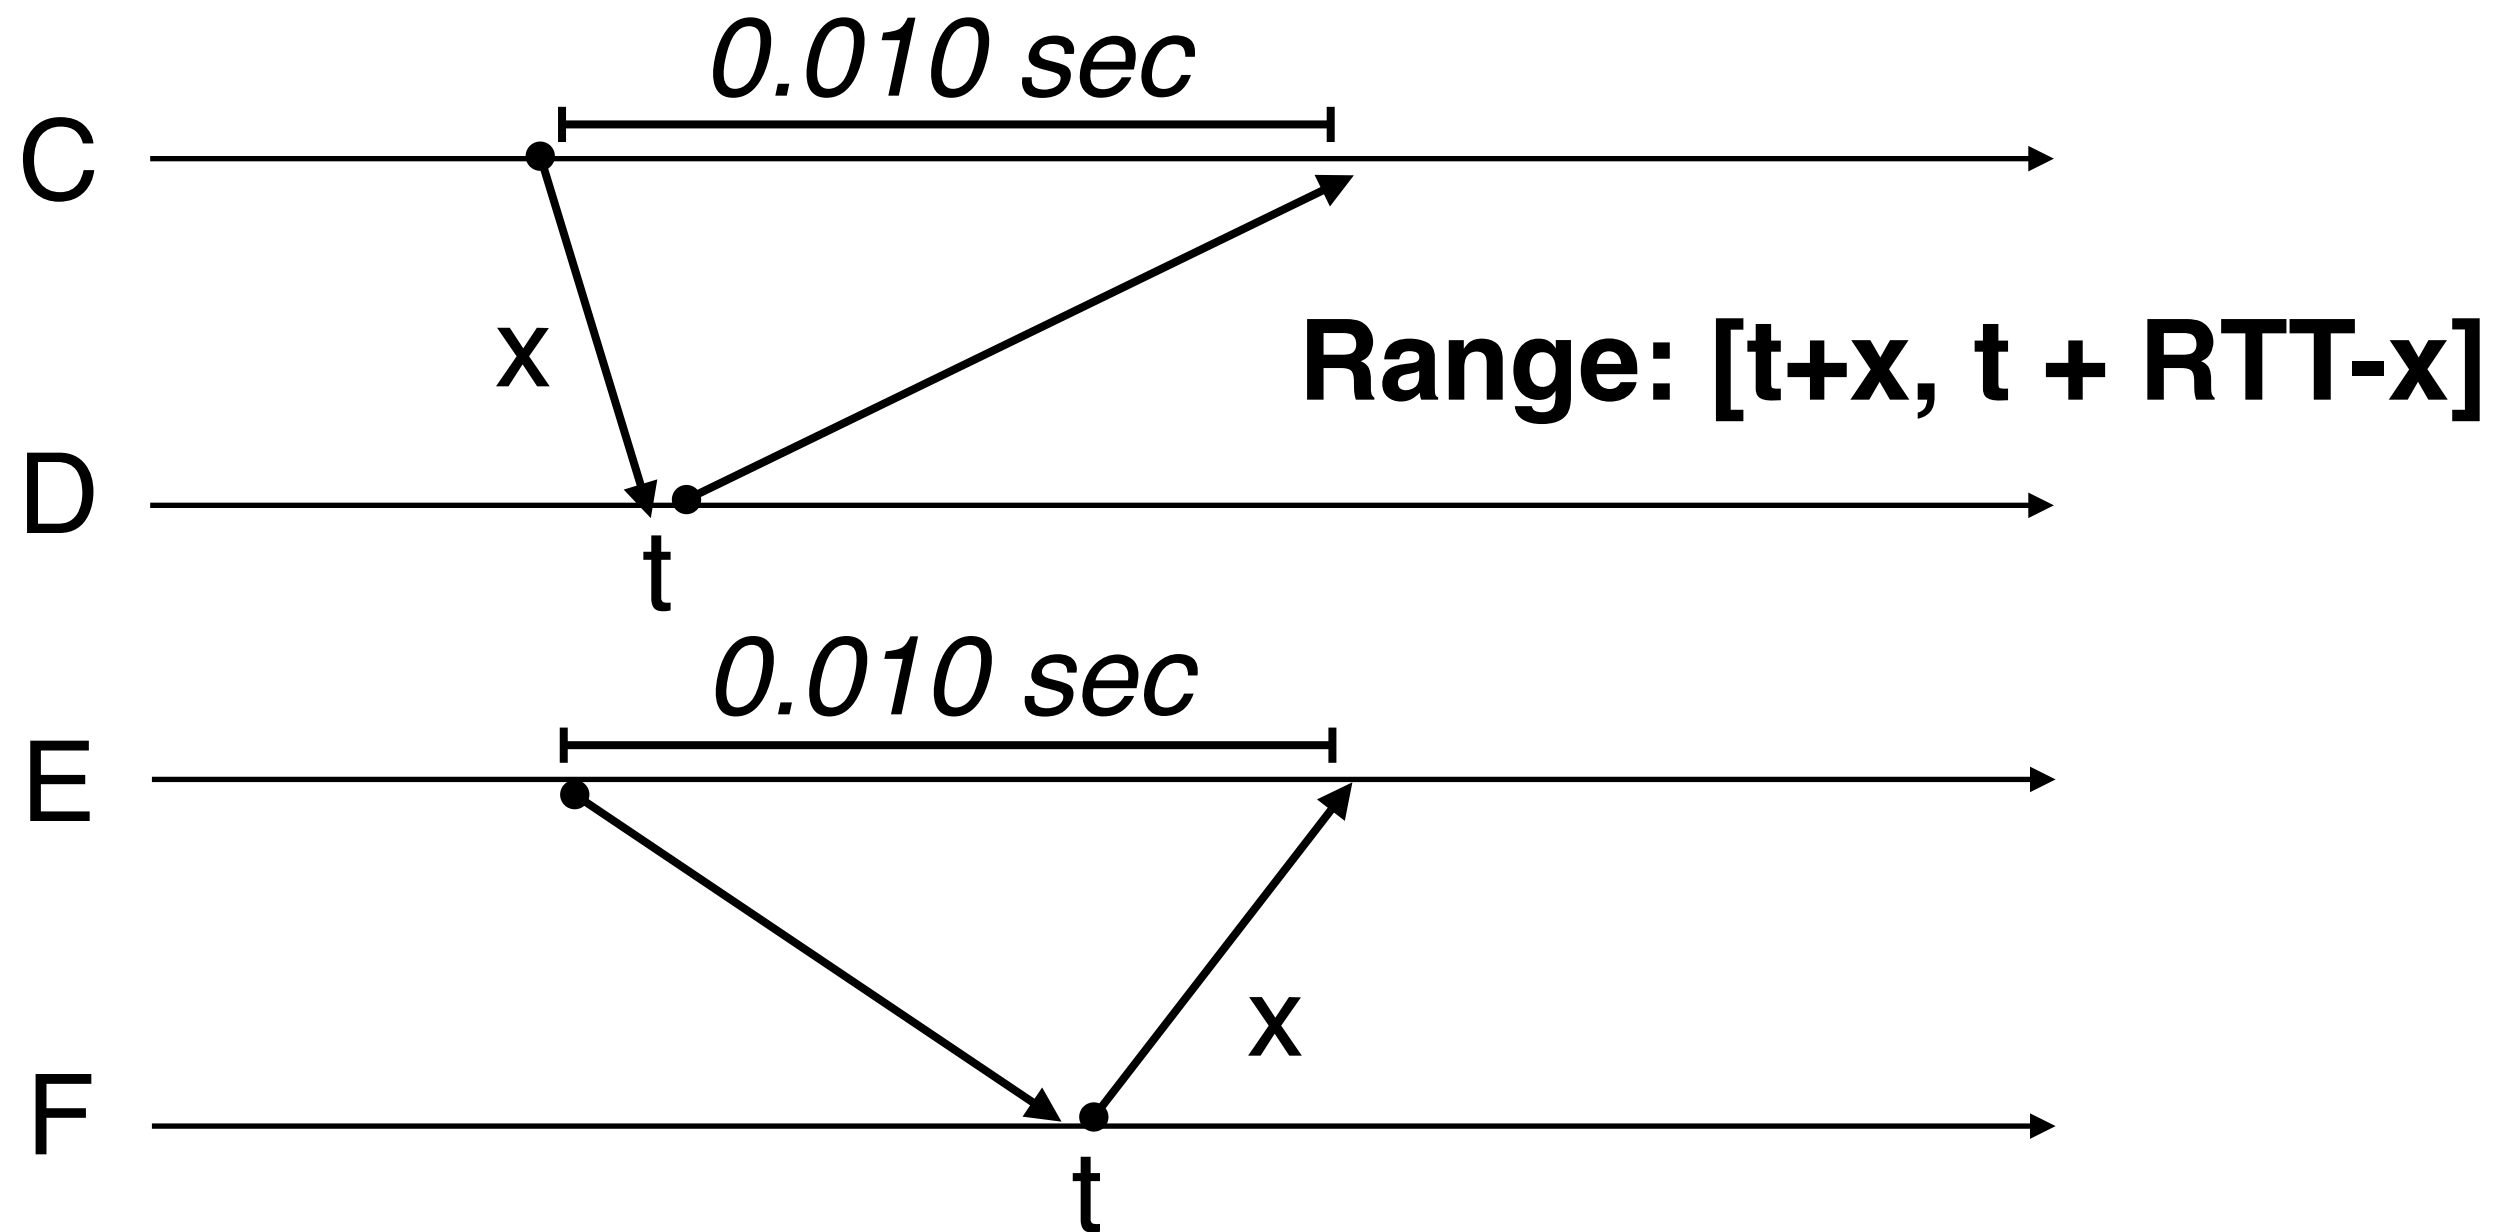 0.010 sec
C
x
Range: [t+x, t + RTT-x]
D
t
0.010 sec
E
x
F
t